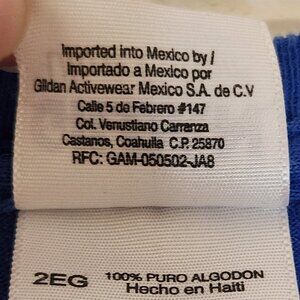 Imported into Mexico by /
Importado a Mexico por
Gildan Activewear Mexico S.A. de C.V
Calle 5 de Febrero #147
Col. Venustiano Carranza
Castanos, Coahuila C.P. 25870
RFC: GAM-050502-JA8
2EG
100% PURO ALGODON
Hecho en Haiti